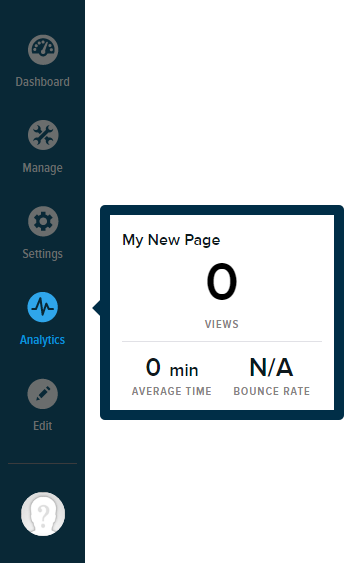 Dashboard
Manage
Settings
Analytics
Edit
My New Page
0
VIEWS
0 min
AVERAGE TIME
N/A
BOUNCE RATE